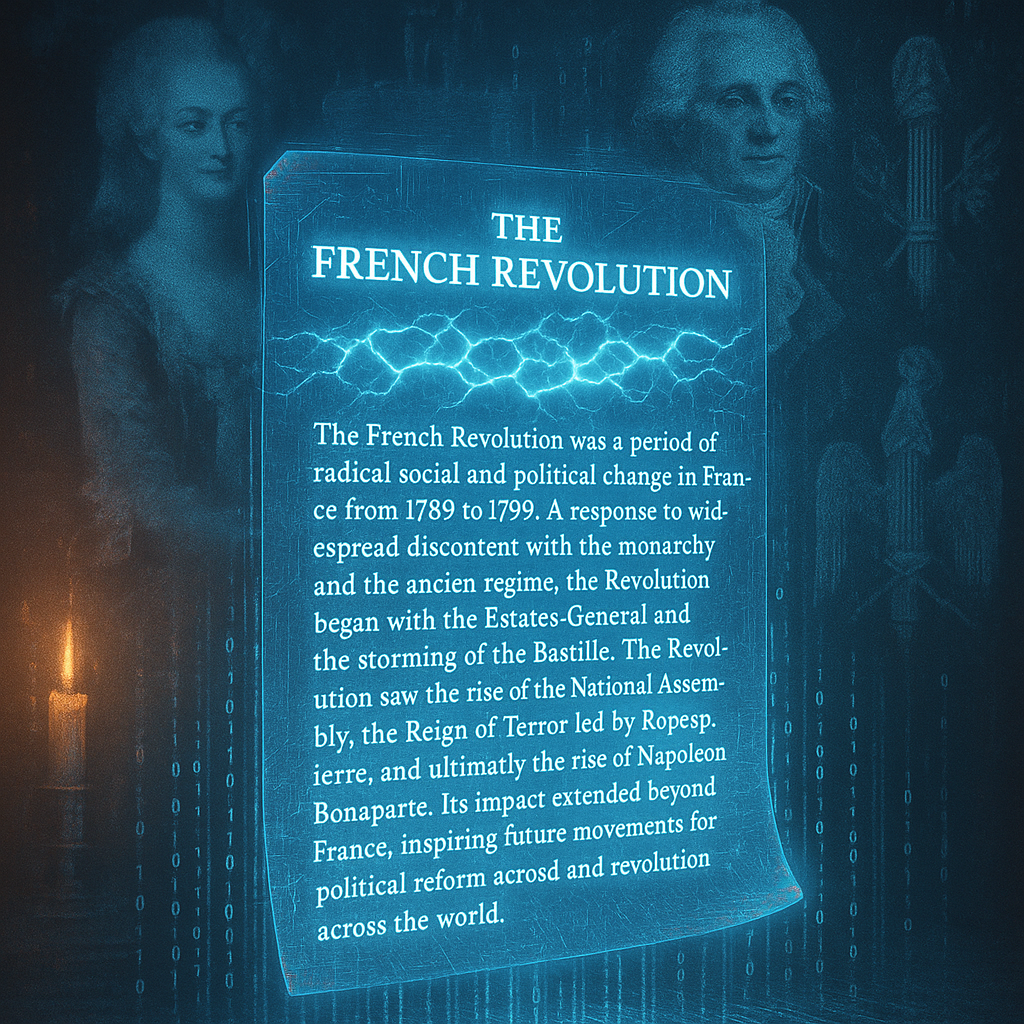 THE
FRENCH REVOLUTION
The French Revolution was a period of
radical social and political change in Fran-
ce from 1789 to 1799. A response to wid-
espread discontent with the monarchy
and the ancien regime, the Revolution
began with the Estates-General and
the storming of the Bastille. The Revol-
ution saw the rise of the National Assem-
bly, the Reign of Terror led by Ropesp.
ierre, and ultimatly the rise of Napoleon
Bonaparte. Its impact extended beyond
France, inspiring future movements for
political reform acrosd and revolution
across the world.